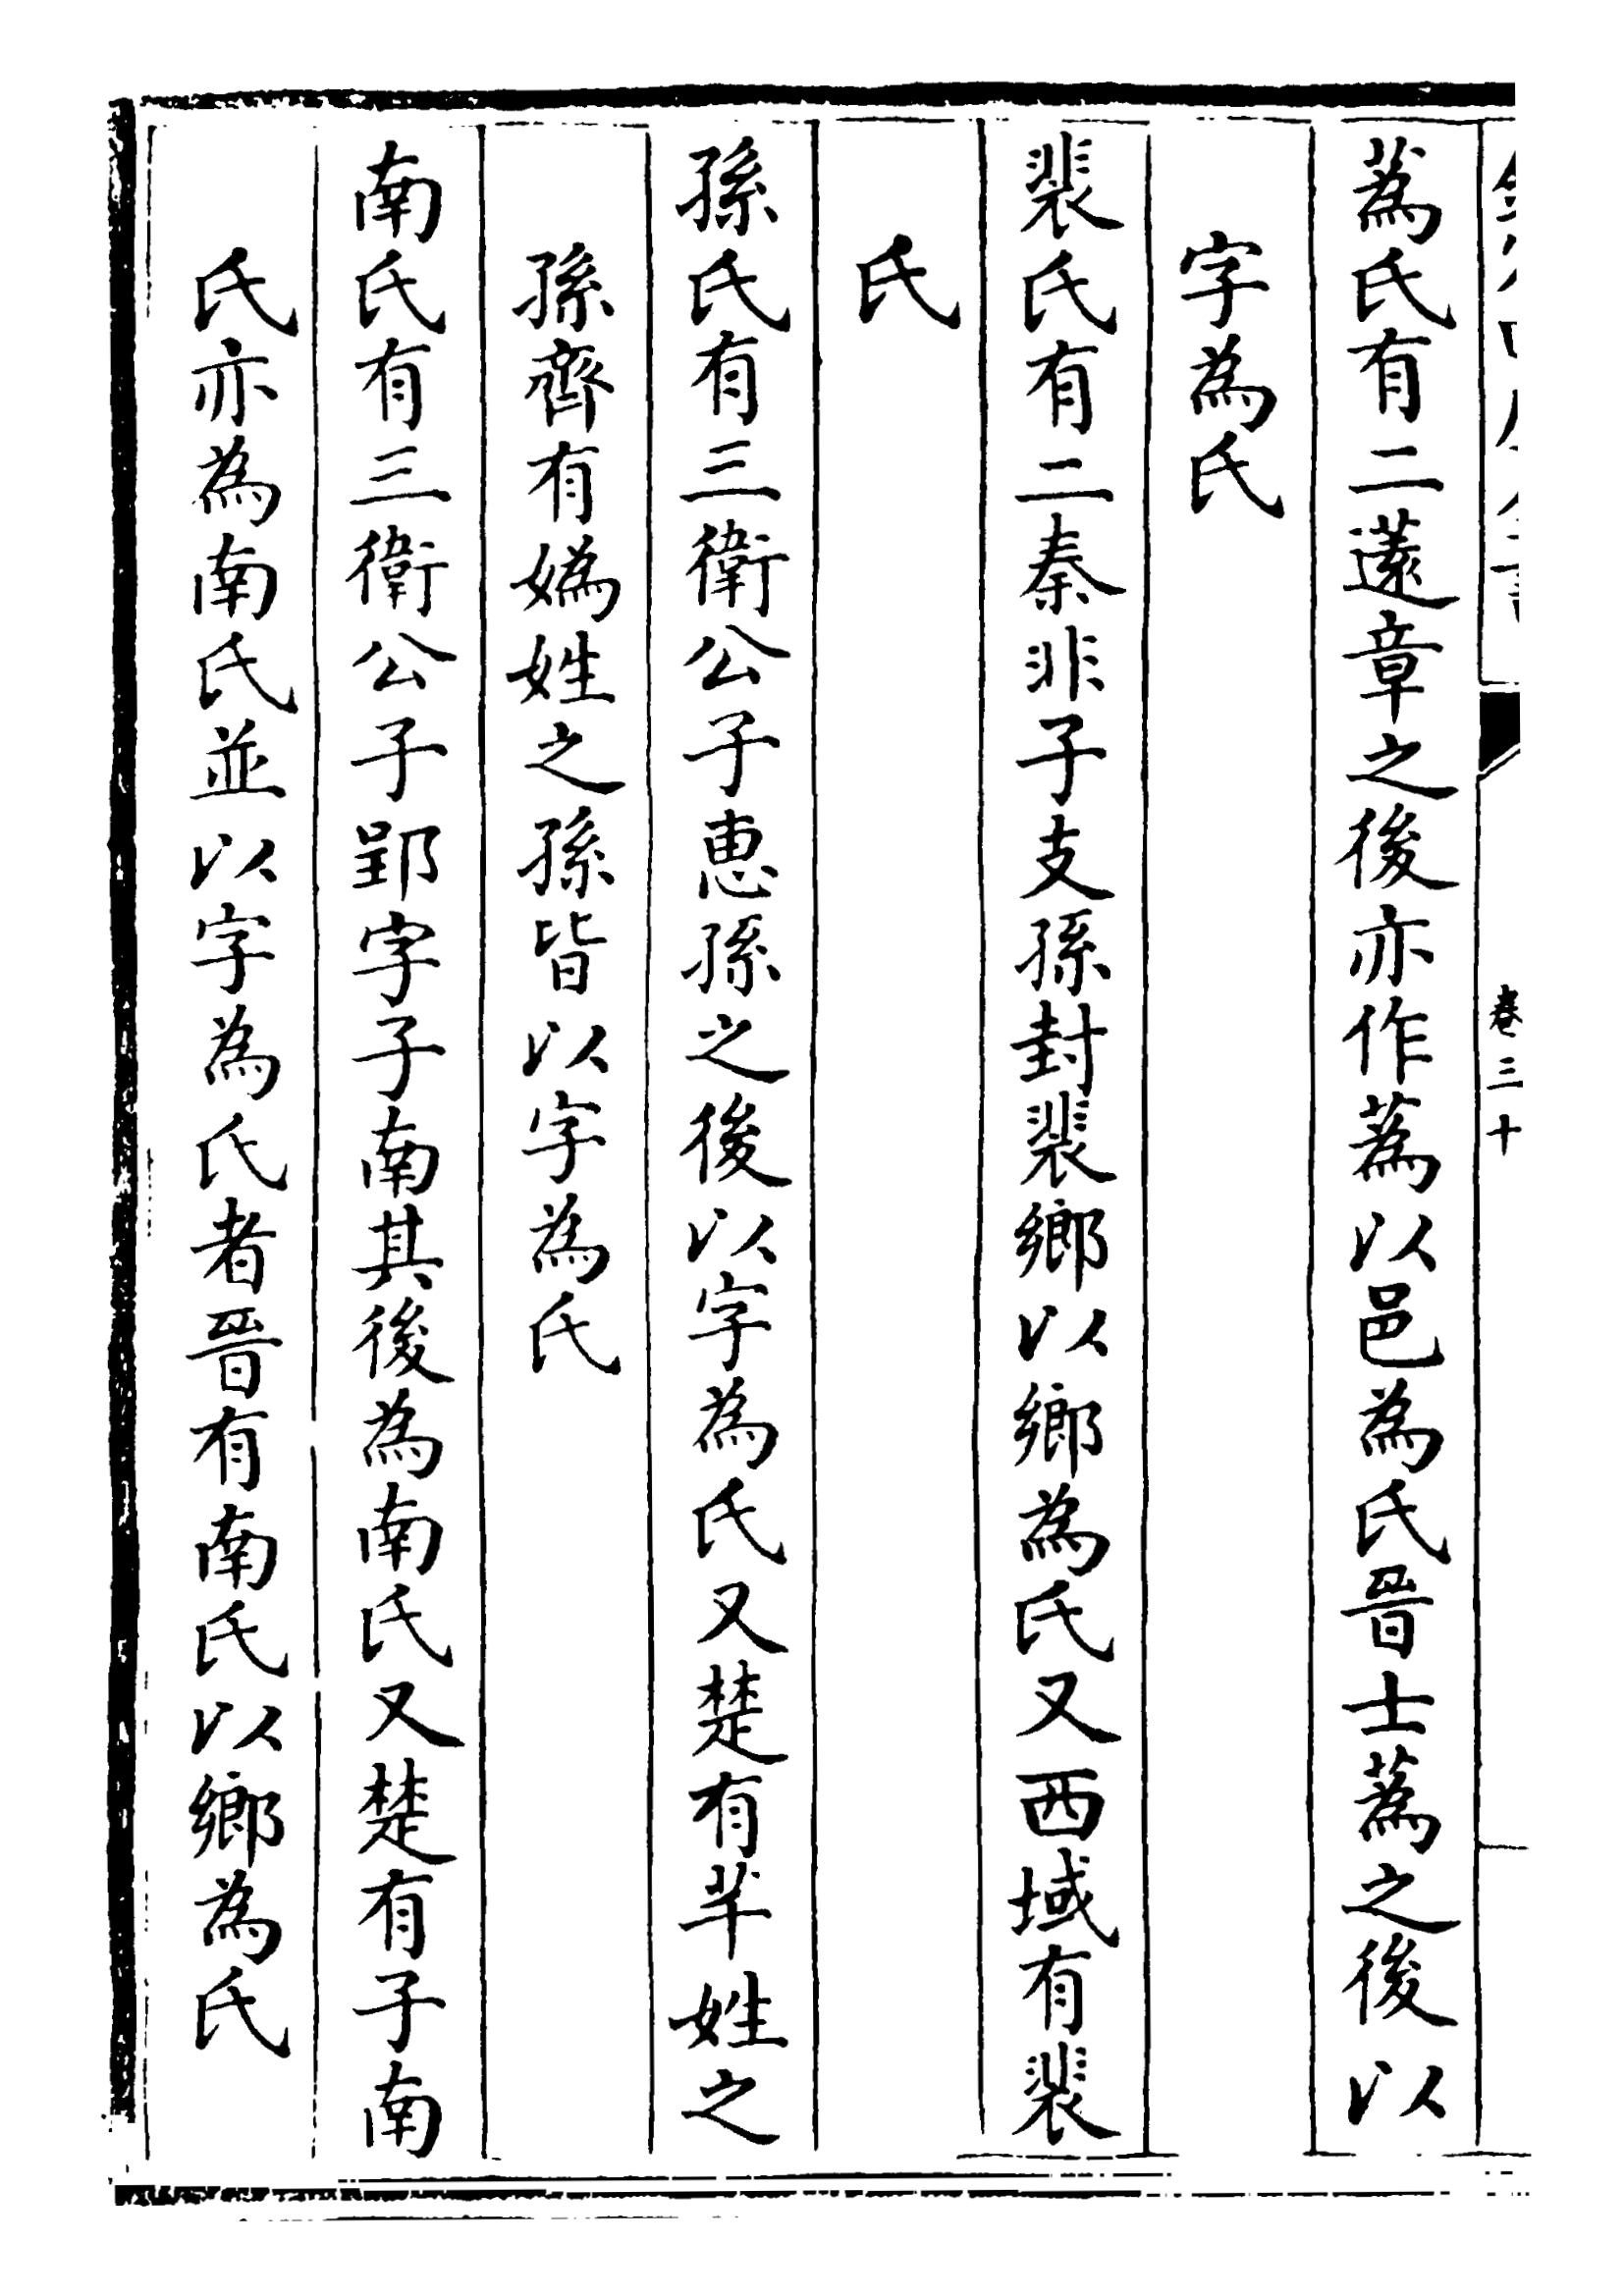 卷三十
蒍氏有二薳章之後亦作蒍以邑為氏晉士蒍之後以
字為氏
裴氏有二秦非子支孫封裴鄉以鄉為氏又西域有裴
氏
孫氏有三衛公子惠孫之後以字為氏又楚有芈姓之
孫齊有媯姓之孫皆以字為氏
南氏有三衛公子郢字子南其後為南氏又楚有子南
氏亦為南氏並以字為氏者晉有南氏以鄉為氏